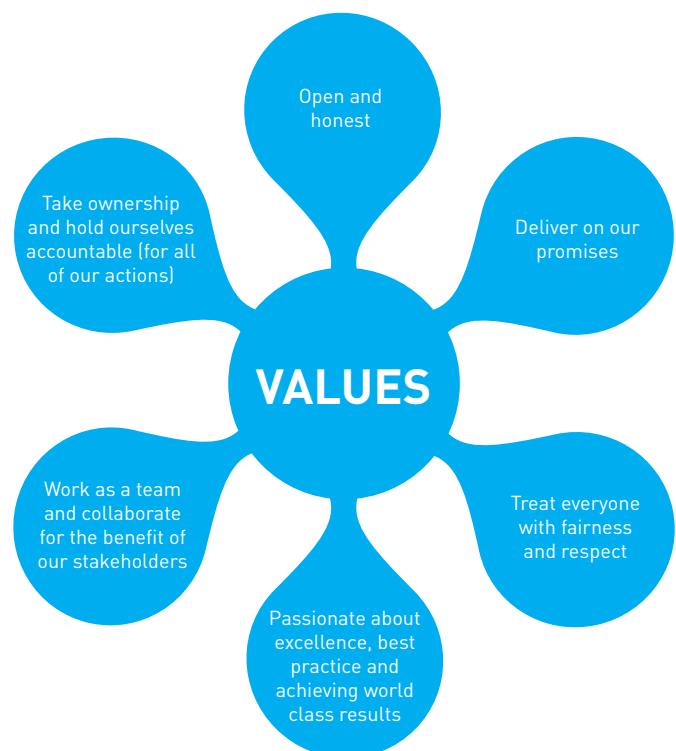 Open and
honest
Deliver on our
promises
Treat everyone
with fairness
and respect
Passionate about
excellence, best
practice and
achieving world
class results
Work as a team
and collaborate
for the benefit of
our stakeholders
Take ownership
and hold ourselves
accountable (for all
of our actions)
VALUES